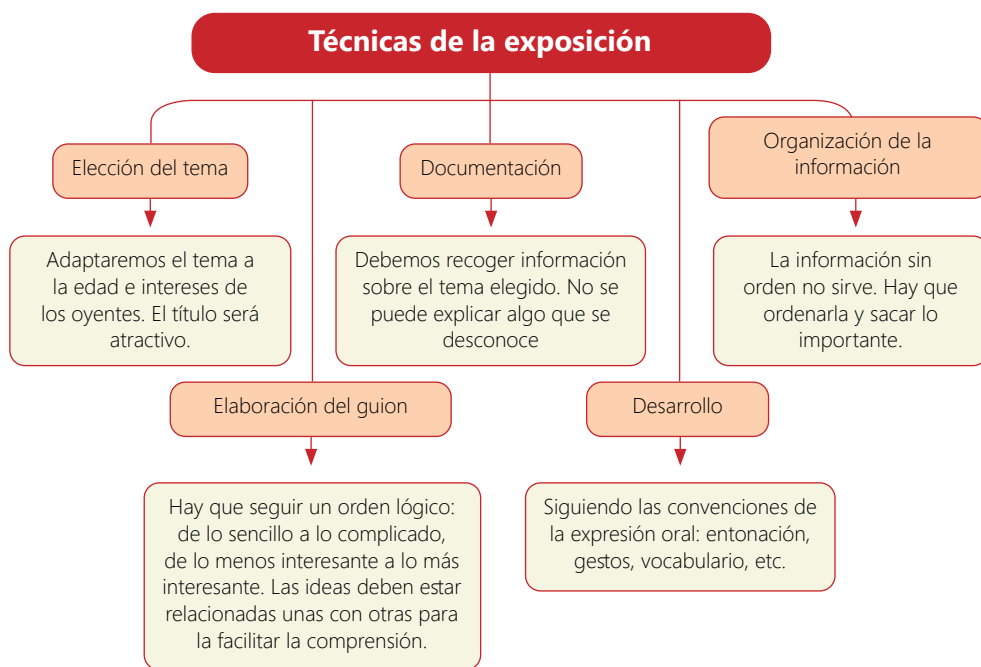 Técnicas de la exposición
Elección del tema
Adaptaremos el tema a
la edad e intereses de
los oyentes. El título será
atractivo.
Documentación
Debemos recoger información
sobre el tema elegido. No se
puede explicar algo que se
desconoce
Organización de la
información
La información sin
orden no sirve. Hay que
ordenarla y sacar lo
importante.
Elaboración del guion
Hay que seguir un orden lógico:
de lo sencillo a lo complicado,
de lo menos interesante a lo más
interesante. Las ideas deben estar
relacionadas unas con otras para
la facilitar la comprensión.
Desarrollo
Siguiendo las convenciones de
la expresión oral: entonación,
gestos, vocabulario, etc.